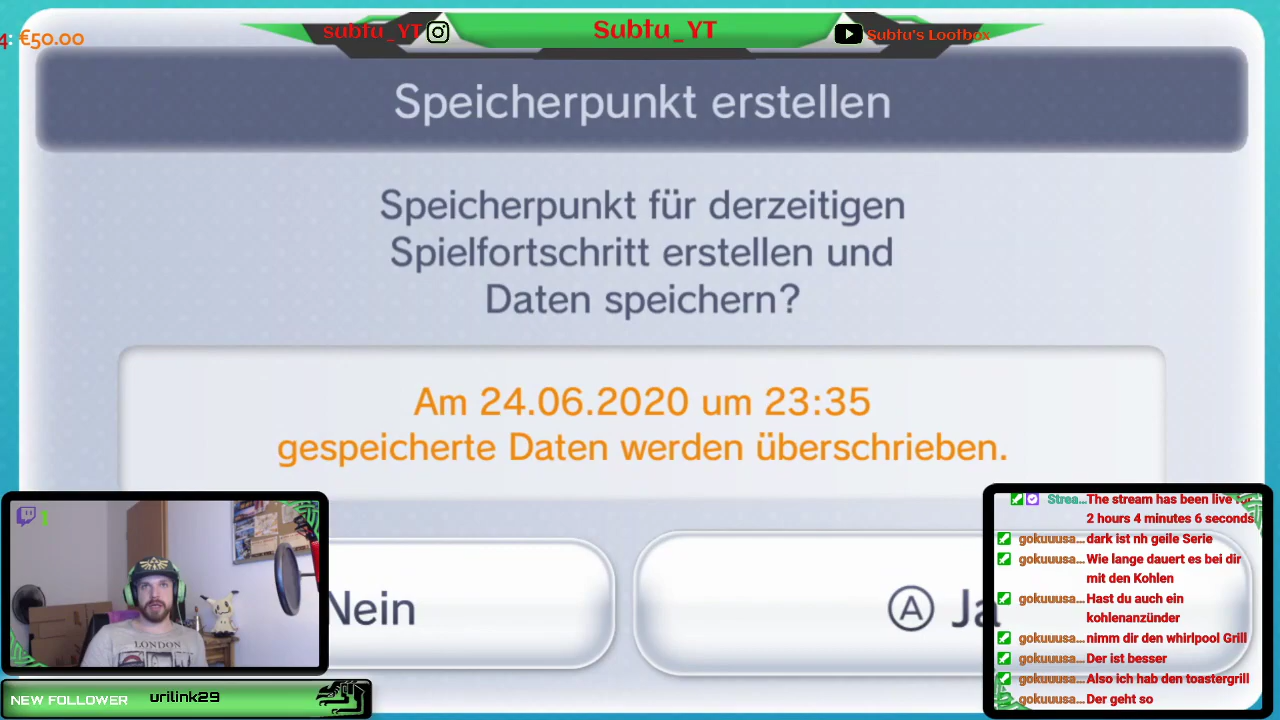 4: €50.00
subtu_YT
Subtu_YT
Subtu's Lootbox
Speicherpunkt erstellen
Speicherpunkt für derzeitigen
Spielfortschritt erstellen und
Daten speichern?
Am 24.06.2020 um 23:35
gespeicherte Daten werden überschrieben.
Nein
A Ja
LONDON
NEW FOLLOWER urilink29
Strea... The stream has been live for
2 hours 4 minutes 6 seconds
gokuuusa... dark ist nh geile Serie
gokuuusa... Wie lange dauert es bei dir
mit den Kohlen
gokuuusa... Hast du auch ein
kohlenanzünder
gokuuusa... nimm dir den whirlpool Grill
gokuuusa... Der ist besser
gokuuusa... Also ich hab den toastergrill
gokuuusa... Der geht so